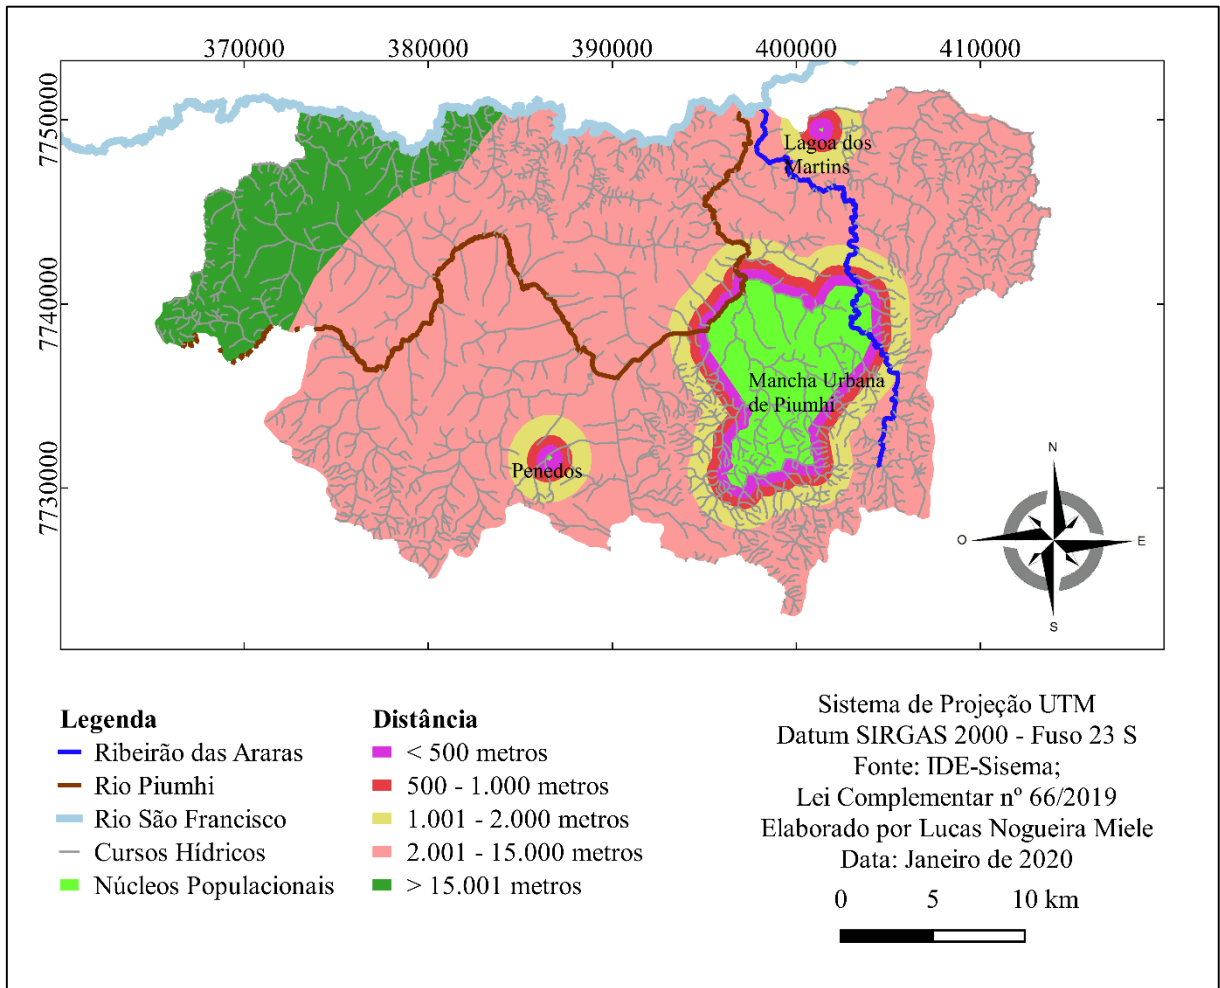 370000
380000
390000
400000
410000
7750000
7740000
7730000
Lagoa dos
Martins
Mancha Urbana
de Piumhi
Penedos
N
O
E
S
Legenda
Ribeirão das Araras
Rio Piumhi
Rio São Francisco
Cursos Hídricos
Núcleos Populacionais
Distância
< 500 metros
500 - 1.000 metros
1.001 - 2.000 metros
2.001 - 15.000 metros
> 15.001 metros
Sistema de Projeção UTM
Datum SIRGAS 2000 - Fuso 23 S
Fonte: IDE-Sisema;
Lei Complementar nº 66/2019
Elaborado por Lucas Nogueira Miele
Data: Janeiro de 2020
0 5 10 km